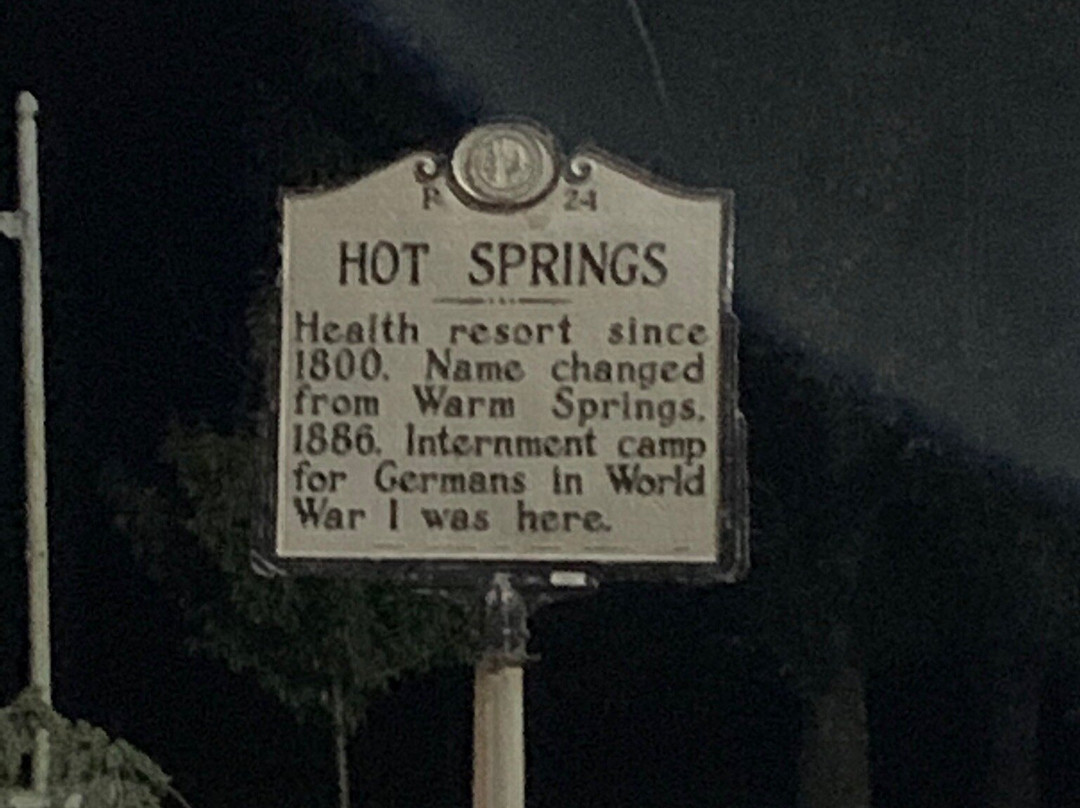 P 24
HOT SPRINGS
Health resort since
1800. Name changed
from Warm Springs,
1886. Internment camp
for Germans in World
War I was here.